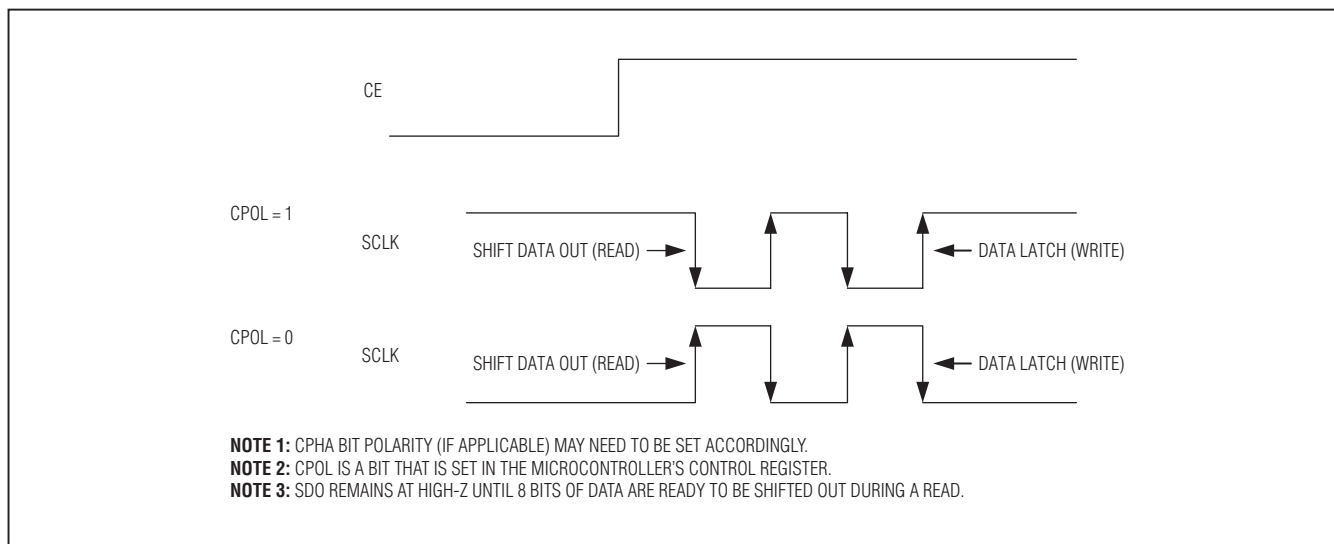 CE
CPOL = 1
SCLK
SHIFT DATA OUT (READ)
DATA LATCH (WRITE)
CPOL = 0
SCLK
SHIFT DATA OUT (READ)
DATA LATCH (WRITE)
NOTE 1: CPHA BIT POLARITY (IF APPLICABLE) MAY NEED TO BE SET ACCORDINGLY.
NOTE 2: CPOL IS A BIT THAT IS SET IN THE MICROCONTROLLER'S CONTROL REGISTER.
NOTE 3: SDO REMAINS AT HIGH-Z UNTIL 8 BITS OF DATA ARE READY TO BE SHIFTED OUT DURING A READ.